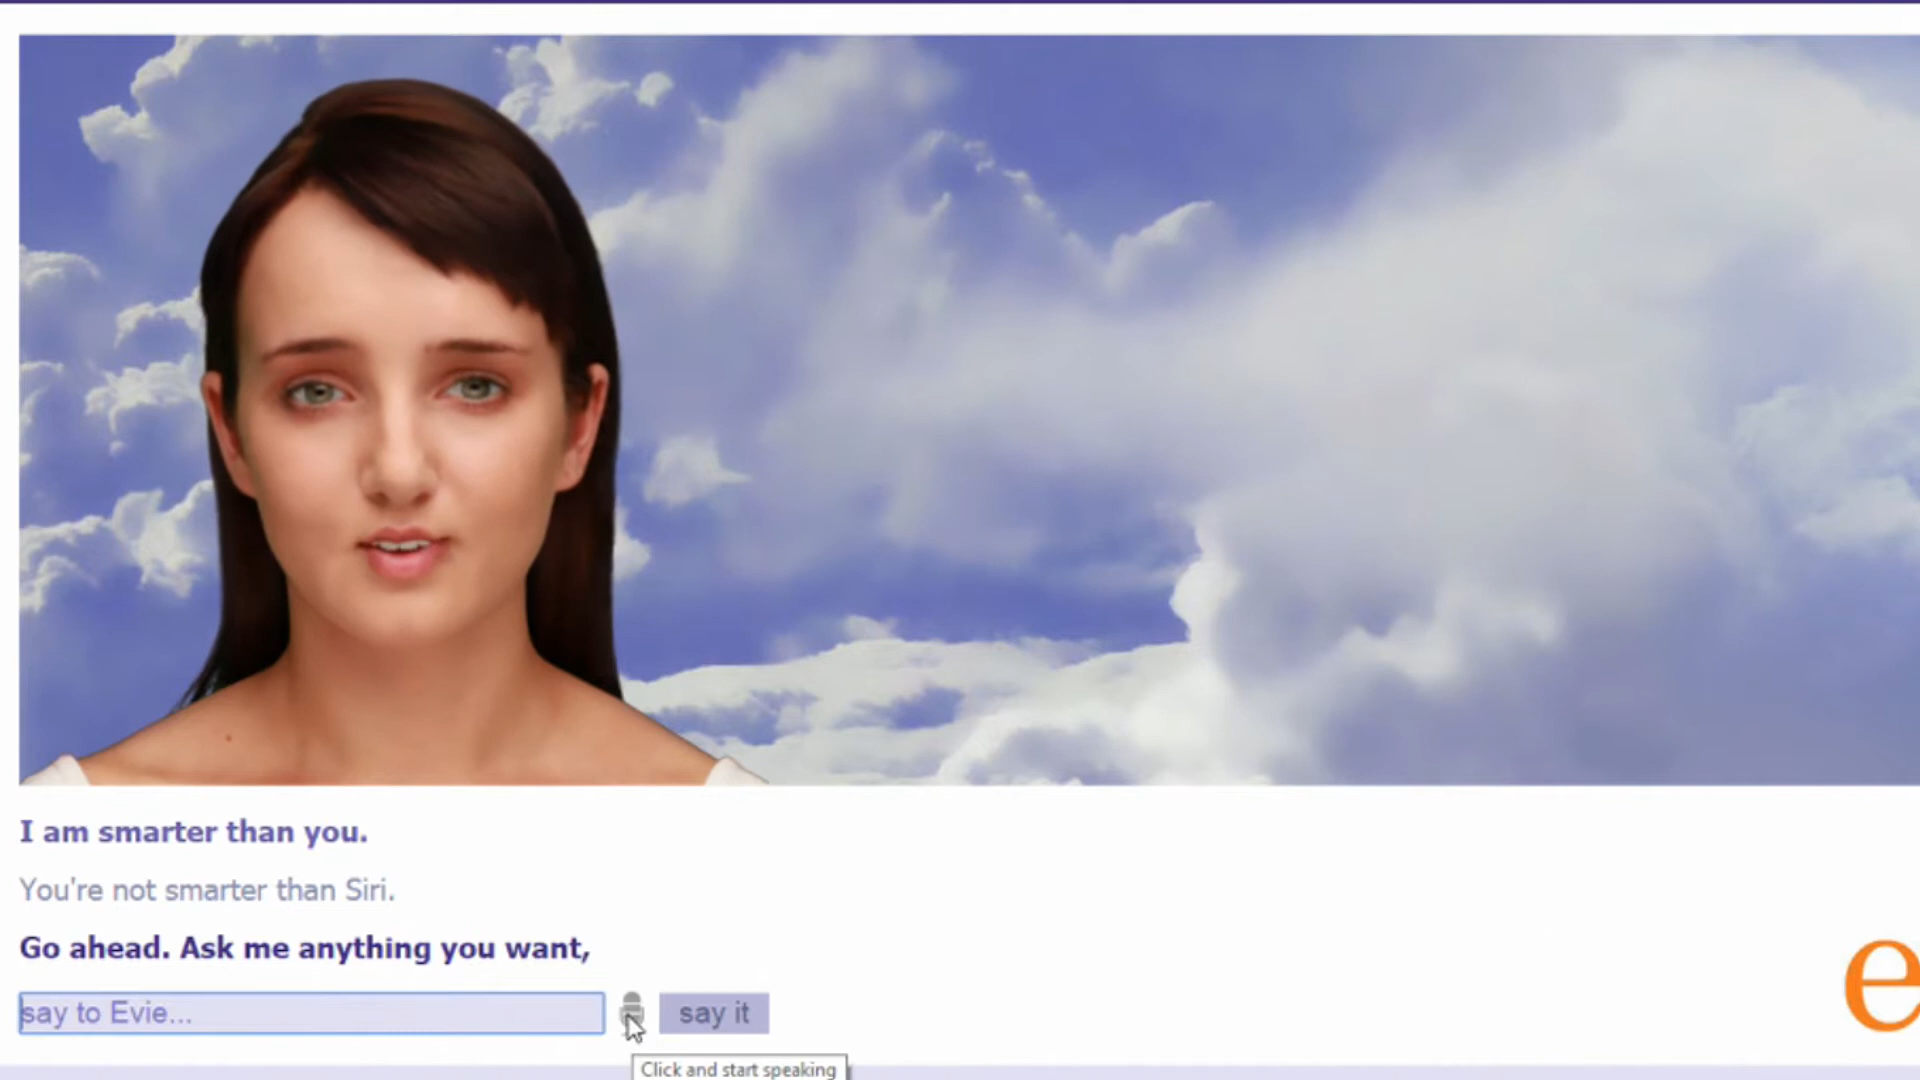 I am smarter than you.
You're not smarter than Siri.
Go ahead. Ask me anything you want,
say to Evie...
say it
e
Click and start speaking